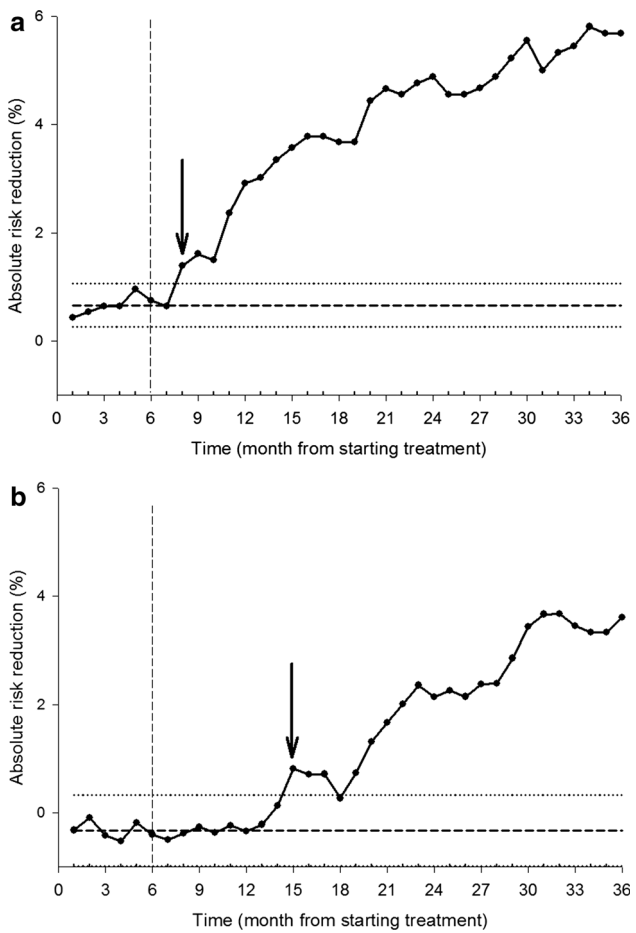 a
Absolute risk reduction (%)
6
4
2
0
0 3 6 9 12 15 18 21 24 27 30 33 36
Time (month from starting treatment)
b
Absolute risk reduction (%)
6
4
2
0
0 3 6 9 12 15 18 21 24 27 30 33 36
Time (month from starting treatment)